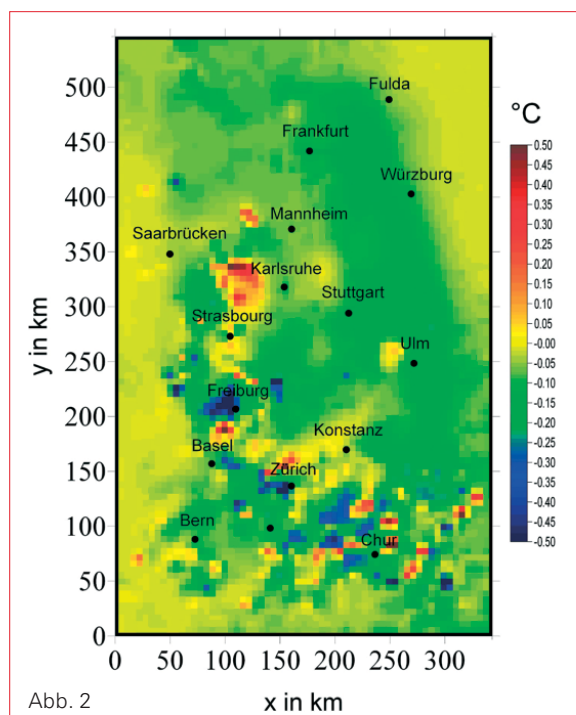 °C
500
450
400
350
300
250
200
150
100
50
0
y in km
Fulda
Frankfurt
Würzburg
Mannheim
Saarbrücken
Karlsruhe
Stuttgart
Strasbourg
Ulm
Freiburg
Konstanz
Basel
Zürich
Bern
Chur
0.50
0.45
0.40
0.35
0.30
0.25
0.20
0.15
0.10
0.05
0.00
-0.05
-0.10
-0.15
-0.20
-0.25
-0.30
-0.35
-0.40
-0.45
-0.50
0 50 100 150 200 250 300
x in km
Abb. 2